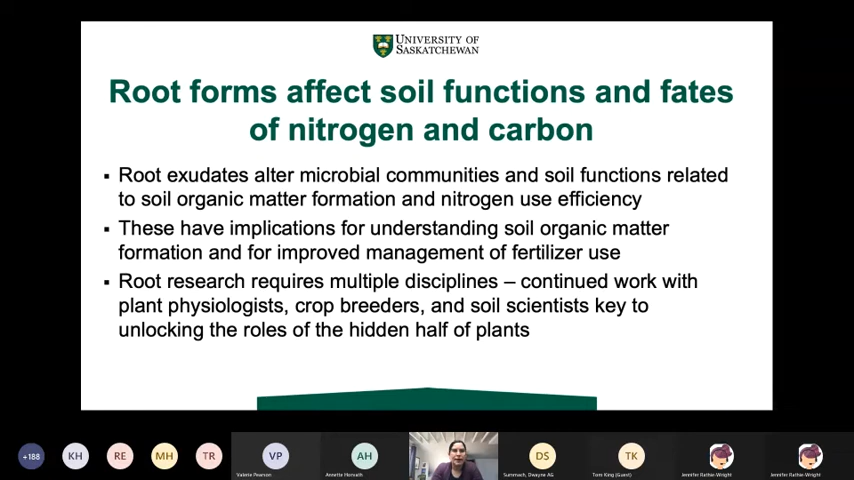 UNIVERSITY OF
SASKATCHEWAN
Root forms affect soil functions and fates
of nitrogen and carbon
▪ Root exudates alter microbial communities and soil functions related
to soil organic matter formation and nitrogen use efficiency
▪ These have implications for understanding soil organic matter
formation and for improved management of fertilizer use
▪ Root research requires multiple disciplines – continued work with
plant physiologists, crop breeders, and soil scientists key to
unlocking the roles of the hidden half of plants
+188 KH RE MH TR VP AH DS TK
Valerie Pearson Annette Horvath Summach, Dwayne AG Tom King (Guest) Jennifer Rattie-Wright Jennifer Rattie-Wright